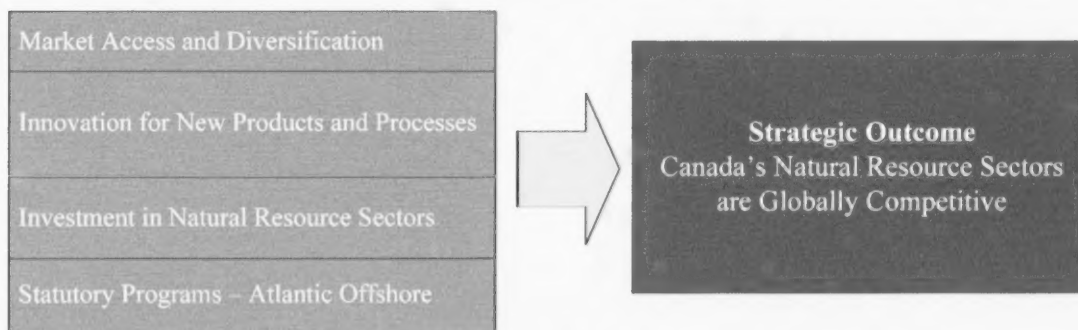 Market Access and Diversification
Innovation for New Products and Processes
Investment in Natural Resource Sectors
Statutory Programs – Atlantic Offshore
Strategic Outcome
Canada's Natural Resource Sectors
are Globally Competitive